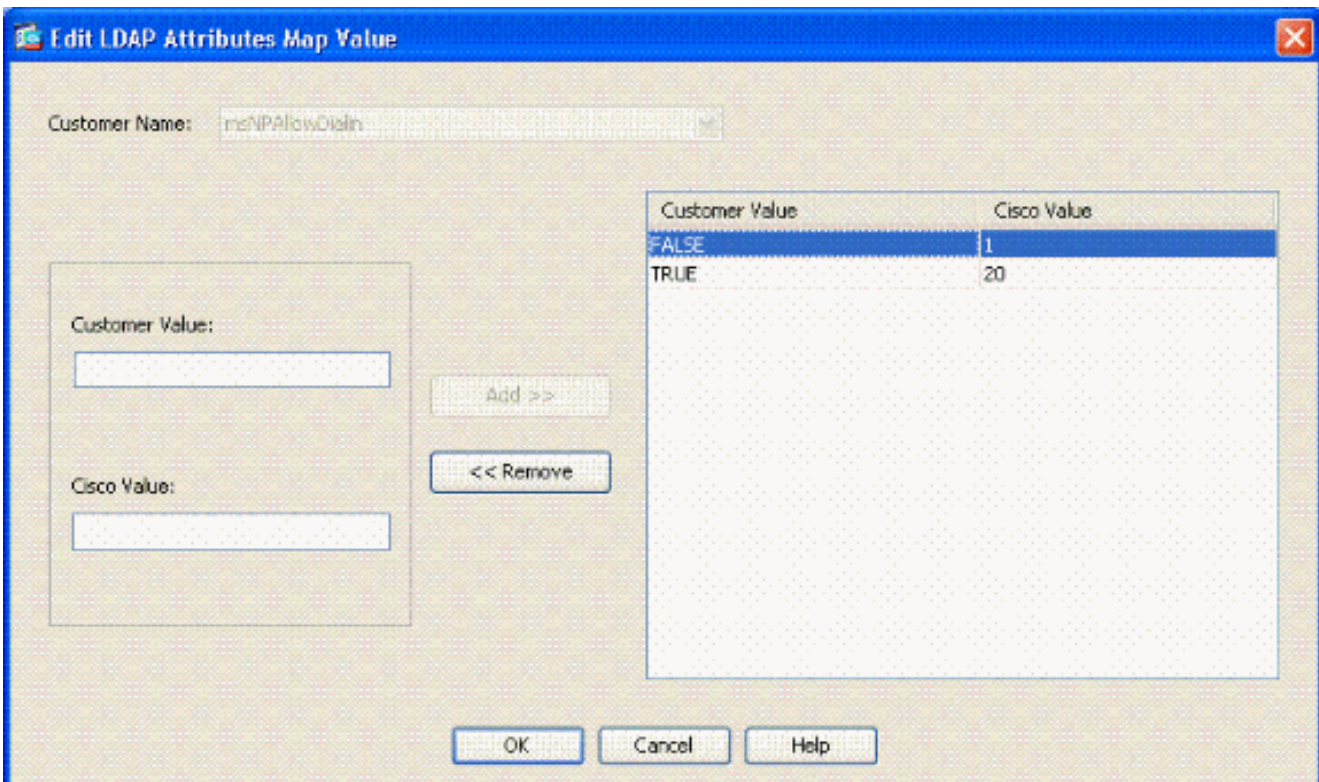 Edit LDAP Attributes Map Value
Customer Name: msNPAllowDialin
Customer Value Cisco Value
FALSE 1
TRUE 20
Customer Value:
Add >>
<< Remove
Cisco Value:
OK Cancel Help